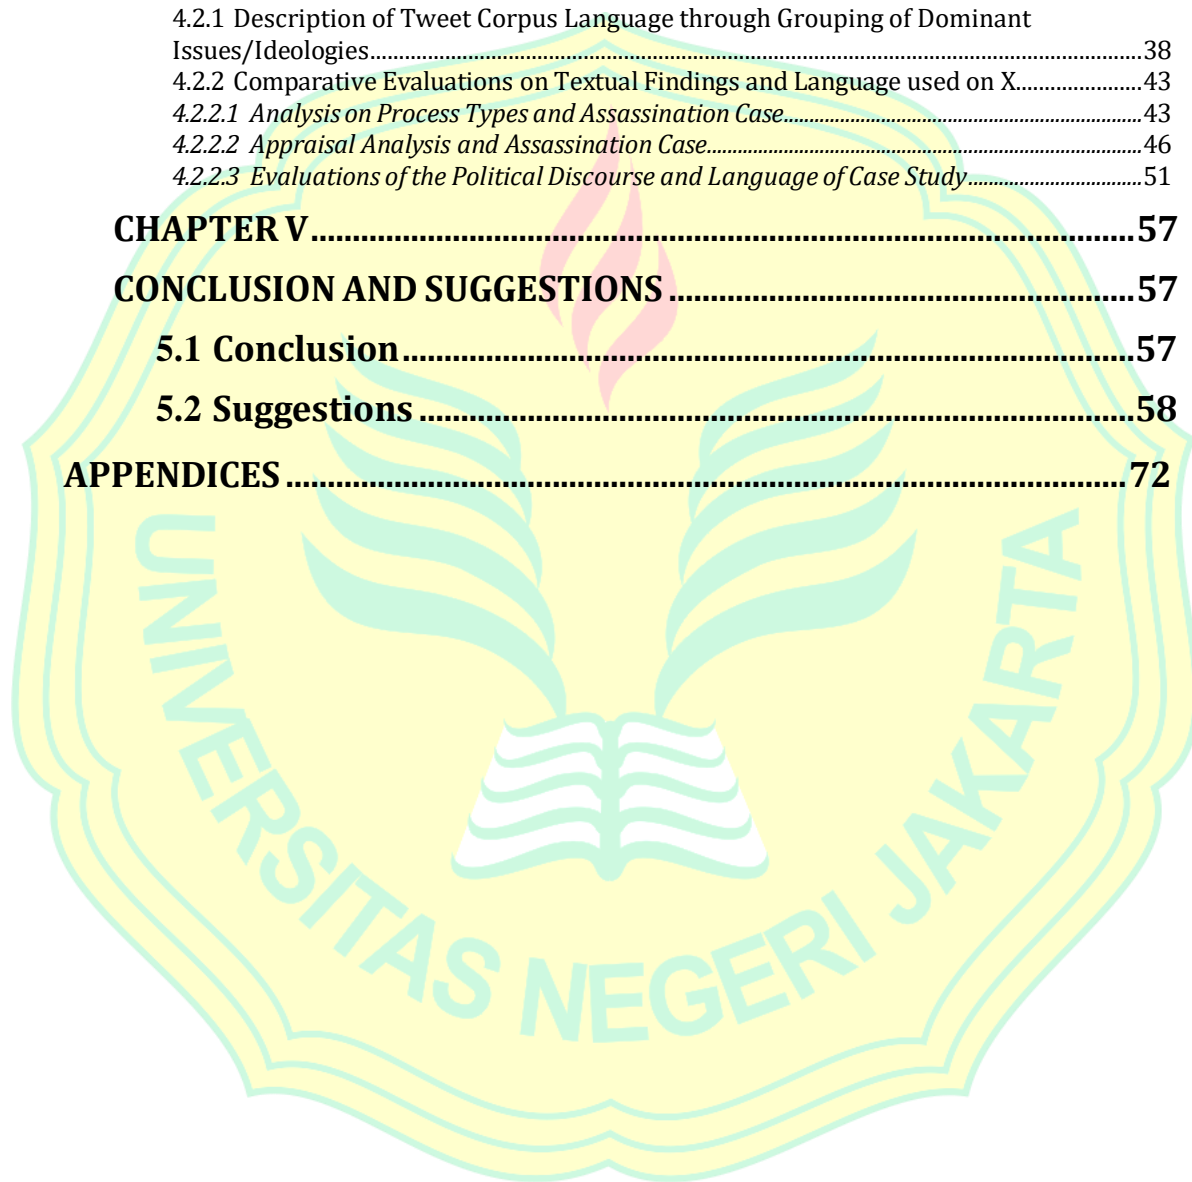 4.2.1 Description of Tweet Corpus Language through Grouping of Dominant
Issues/Ideologies....................................................................................................38
4.2.2 Comparative Evaluations on Textual Findings and Language used on X....................43
4.2.2.1 Analysis on Process Types and Assassination Case....................................................43
4.2.2.2 Appraisal Analysis and Assassination Case....................................................46
4.2.2.3 Evaluations of the Political Discourse and Language of Case Study..............................51
CHAPTER V....................................................................................................57
CONCLUSION AND SUGGESTIONS....................................................57
5.1 Conclusion....................................................................................57
5.2 Suggestions....................................................................................58
APPENDICES....................................................................................................72
UNIVERSITAS NEGERI JAKARTA